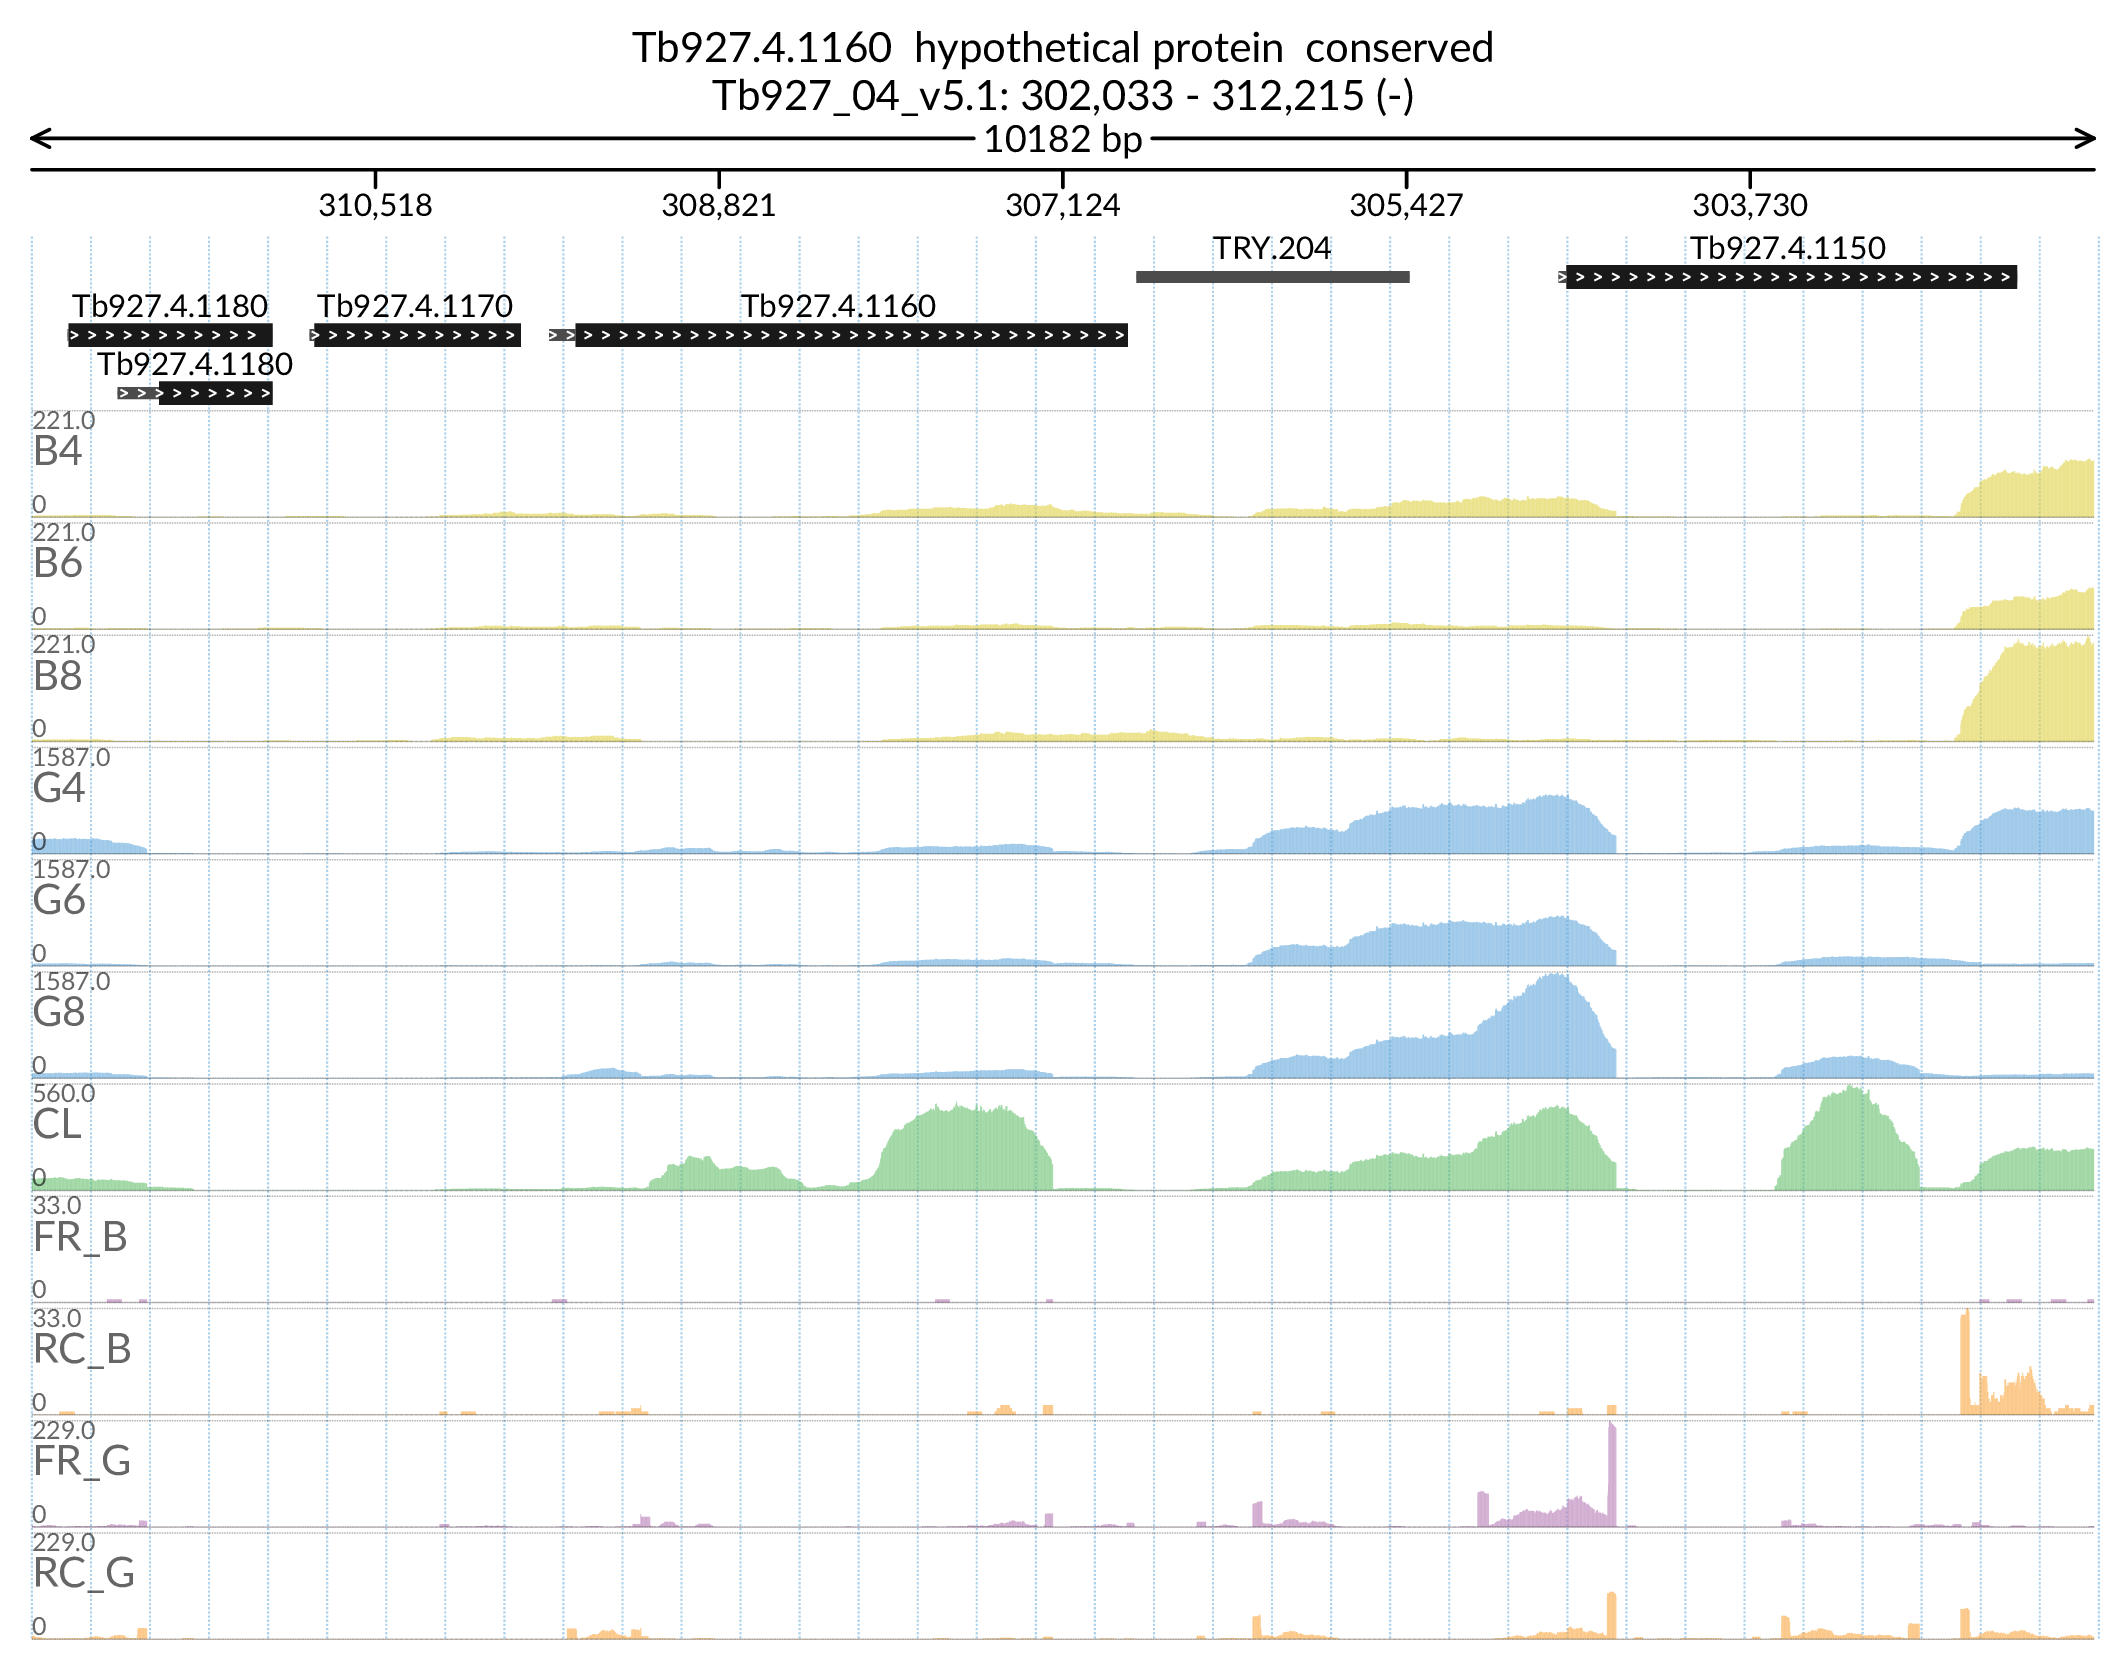 Tb927.4.1160  hypothetical protein  conserved
Tb927_04_v5.1: 302,033 - 312,215 (-)
10182 bp
310,518 308,821 307,124 305,427 303,730
TRY.204 Tb927.4.1150
Tb927.4.1180 Tb927.4.1170 Tb927.4.1160
Tb927.4.1180
221.0
B4
0
221.0
B6
0
221.0
B8
0
1587.0
G4
0
1587.0
G6
0
1587.0
G8
0
560.0
CL
0
33.0
FR_B
0
33.0
RC_B
0
229.0
FR_G
0
229.0
RC_G
0